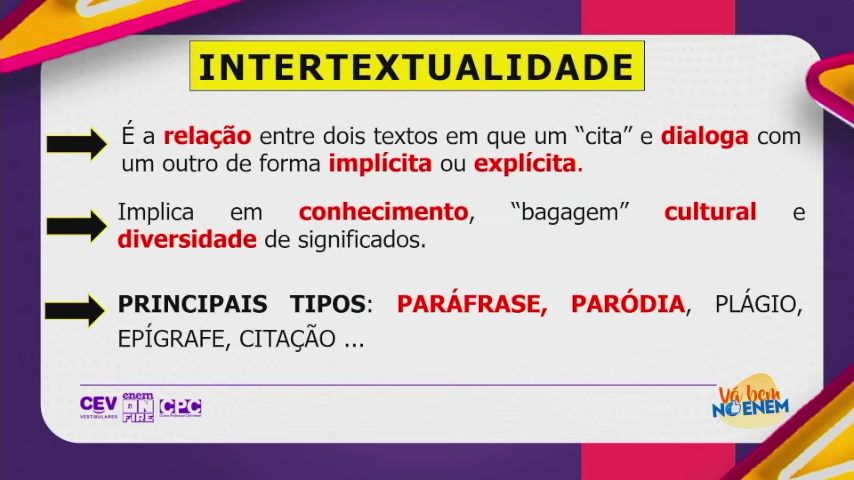 INTERTEXTUALIDADE
É a relação entre dois textos em que um “cita” e dialoga com
um outro de forma implícita ou explícita.
Implica em conhecimento, “bagagem” cultural e
diversidade de significados.
PRINCIPAIS TIPOS: PARÁFRASE, PARÓDIA, PLÁGIO,
EPÍGRAFE, CITAÇÃO ...
CEV
VESTIBULARES
enem
ON
FIRE
CPC
Vá bem
NO ENEM